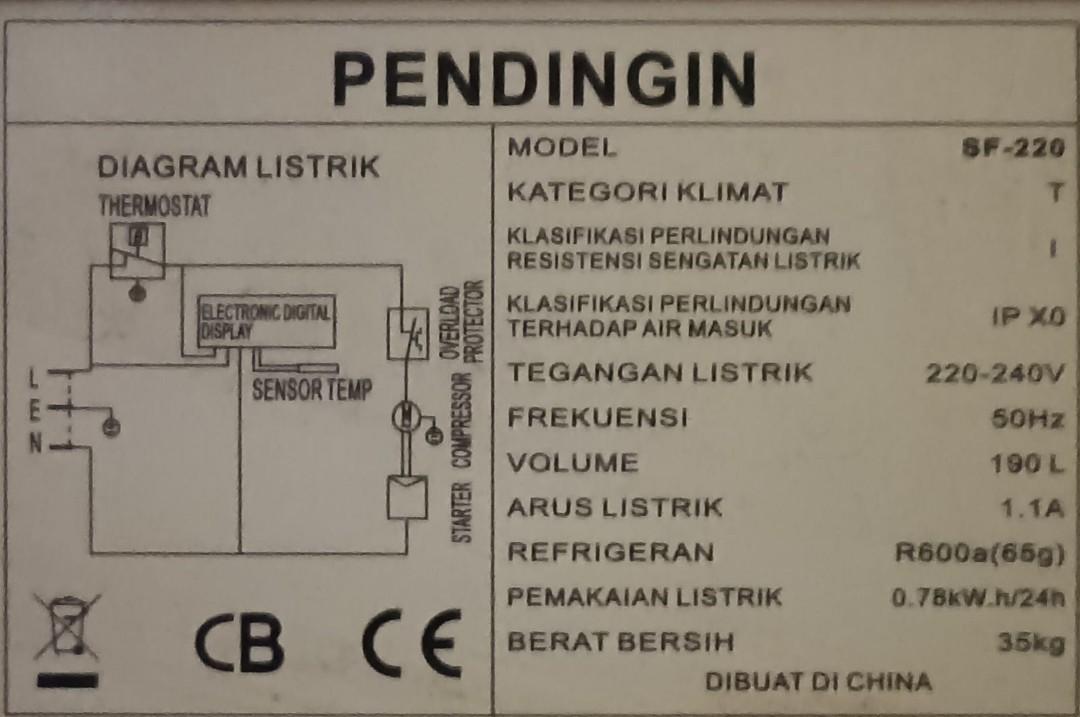 PENDINGIN
DIAGRAM LISTRIK
THERMOSTAT
ELECTRONIC DIGITAL
DISPLAY
SENSOR TEMP
OVERLOAD
PROTECTOR
COMPRESSOR
STARTER
L
E
N
M
CB
CE
MODEL SF-220
KATEGORI KLIMAT T
KLASIFIKASI PERLINDUNGAN
RESISTENSI SENGATAN LISTRIK I
KLASIFIKASI PERLINDUNGAN
TERHADAP AIR MASUK IP X0
TEGANGAN LISTRIK 220-240V
FREKUENSI 50Hz
VOLUME 190 L
ARUS LISTRIK 1.1A
REFRIGERAN R600a(65g)
PEMAKAIAN LISTRIK 0.78kW.h/24h
BERAT BERSIH 35kg
DIBUAT DI CHINA